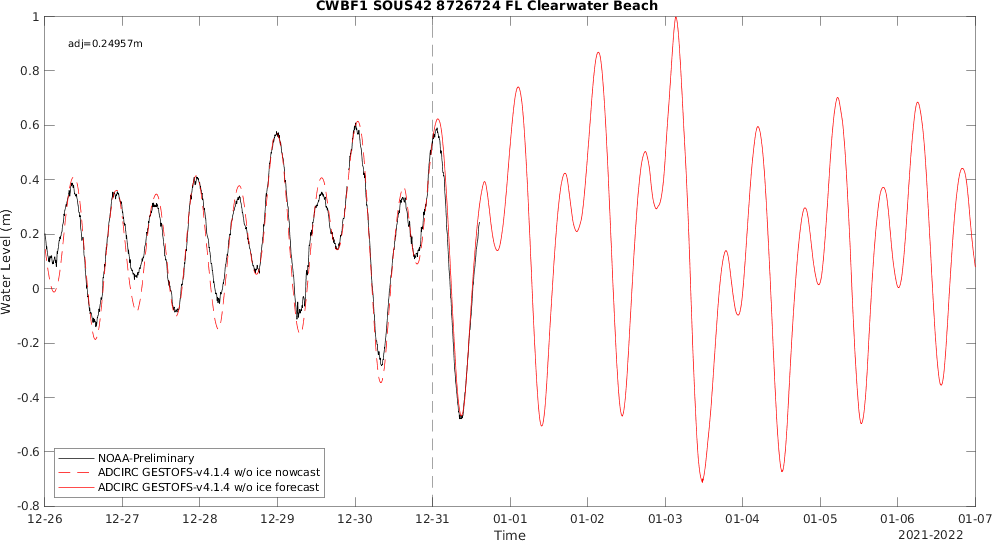 CWBF1 SOUS42 8726724 FL Clearwater Beach
adj=0.24957m
1
0.8
0.6
0.4
0.2
0
-0.2
-0.4
-0.6
-0.8
Water Level (m)
NOAA-Preliminary
ADCIRC GESTOFS-v4.1.4 w/o ice nowcast
ADCIRC GESTOFS-v4.1.4 w/o ice forecast
12-26 12-27 12-28 12-29 12-30 12-31 01-01 01-02 01-03 01-04 01-05 01-06 01-07
Time
2021-2022